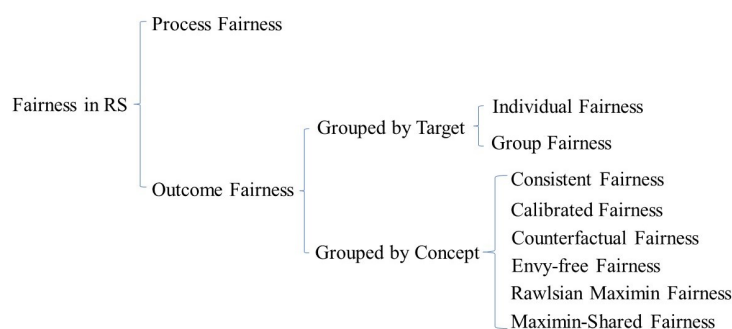 Process Fairness
Fairness in RS
Individual Fairness
Grouped by Target
Group Fairness
Outcome Fairness
Consistent Fairness
Calibrated Fairness
Counterfactual Fairness
Grouped by Concept
Envy-free Fairness
Rawlsian Maximin Fairness
Maximin-Shared Fairness